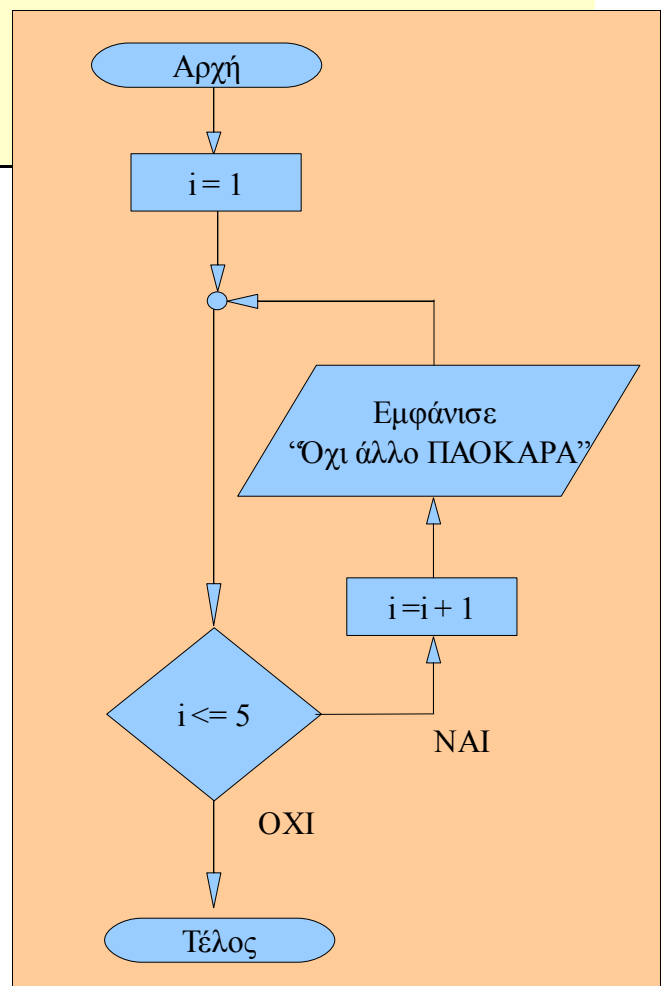 Αρχή
i = 1
Εμφάνισε
“Όχι άλλο ΠΑΟΚΑΡΑ”
i =i + 1
i <= 5
ΝΑΙ
ΟΧΙ
Τέλος